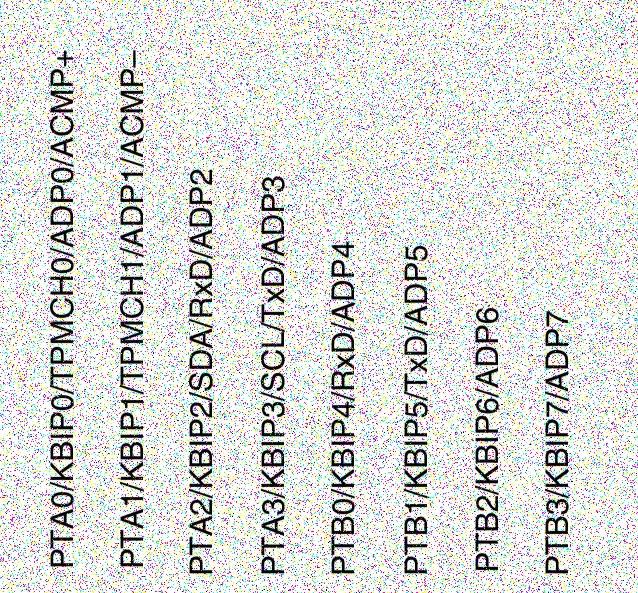 PTA0/KBIP0/TPMCH0/ADP0/ACMP+
PTA1/KBIP1/TPMCH1/ADP1/ACMP–
PTA2/KBIP2/SDA/RxD/ADP2
PTA3/KBIP3/SCL/TxD/ADP3
PTB0/KBIP4/RxD/ADP4
PTB1/KBIP5/TxD/ADP5
PTB2/KBIP6/ADP6
PTB3/KBIP7/ADP7